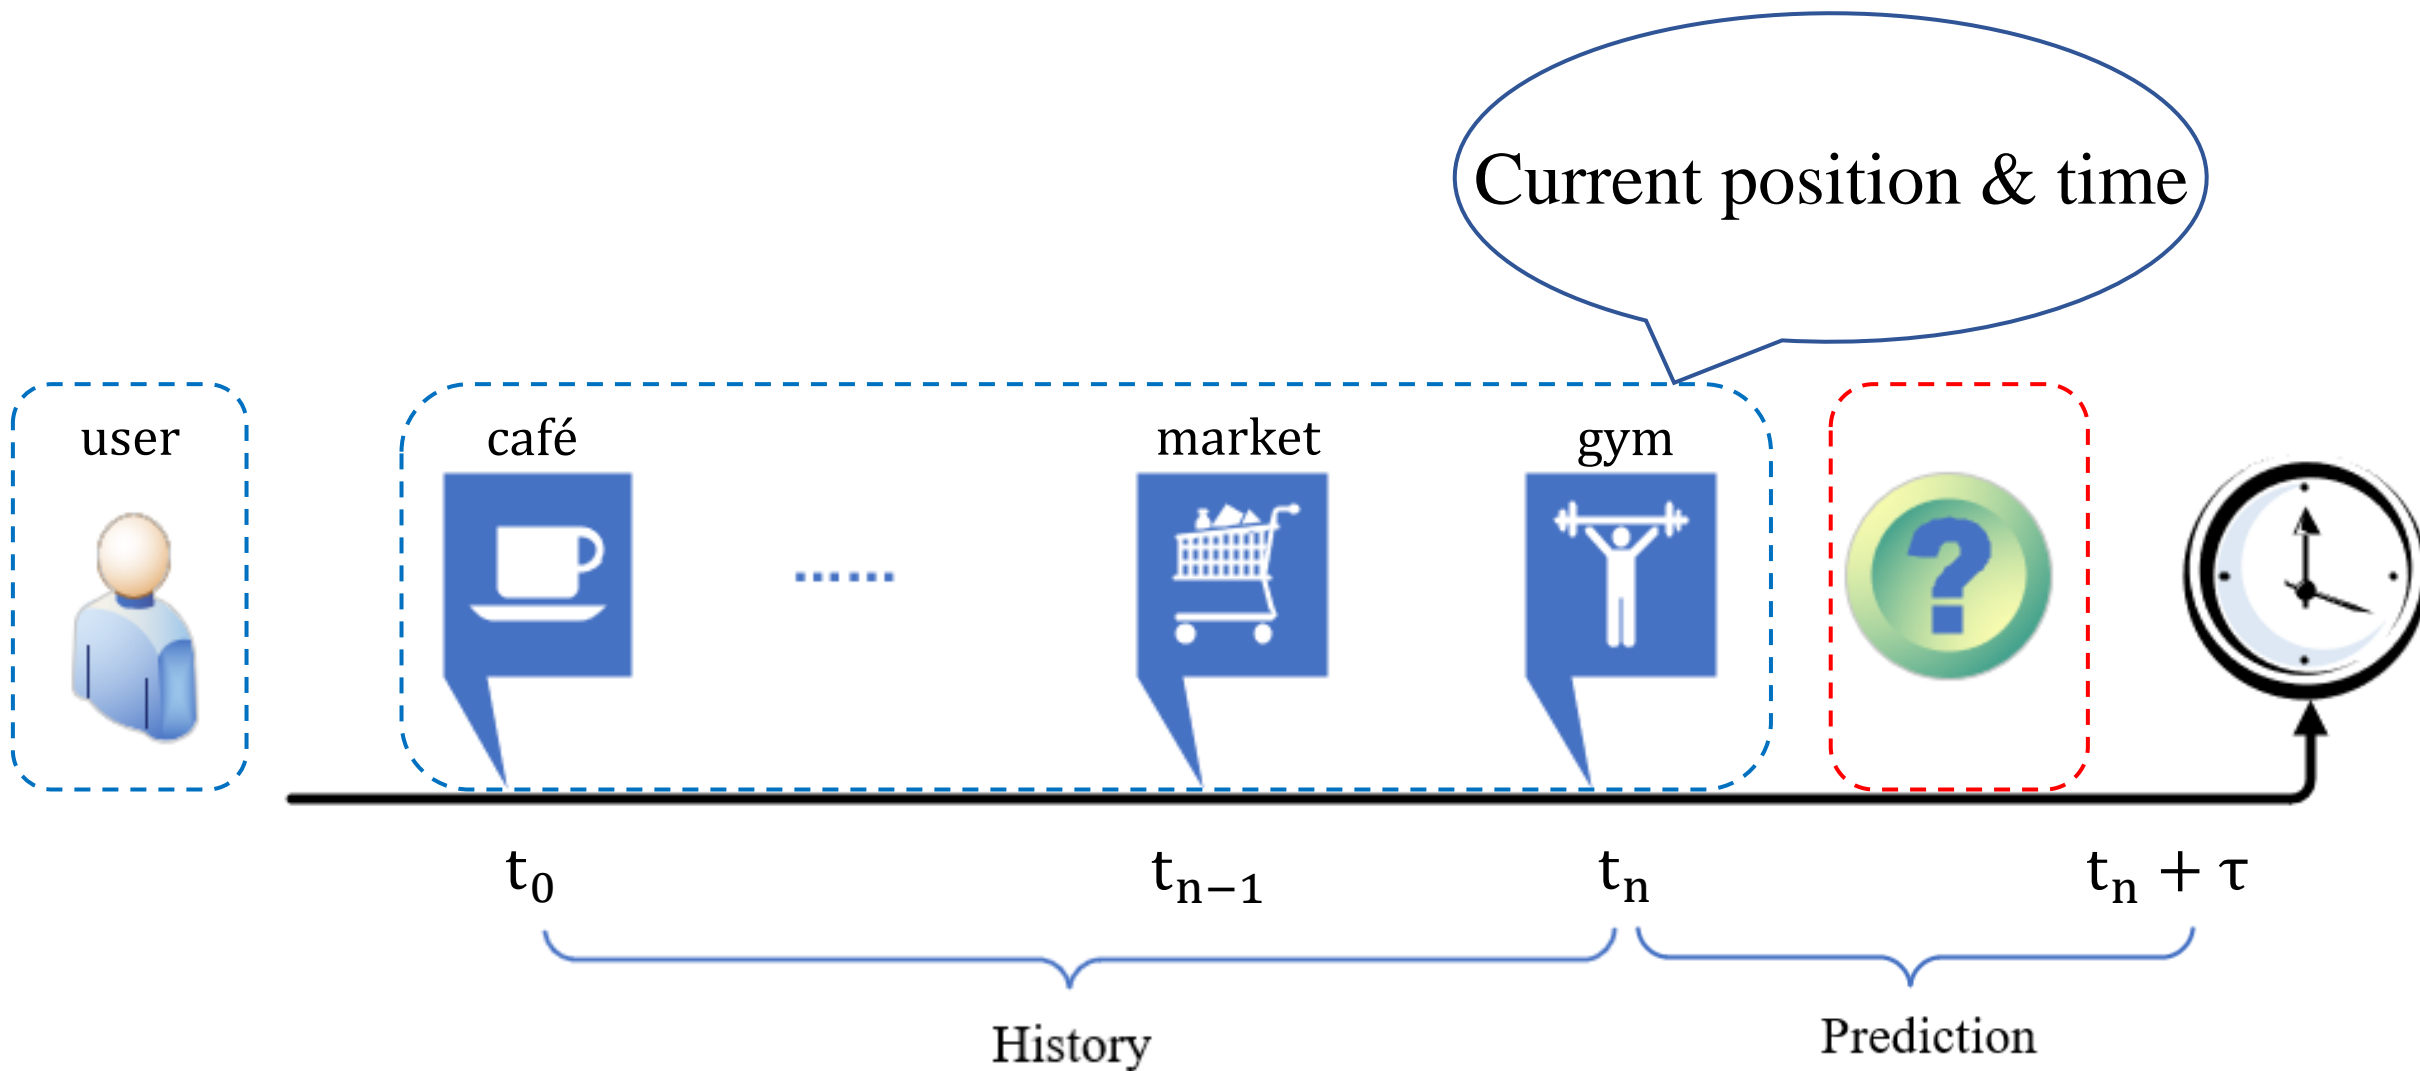 Current position & time
user
café
market
gym
......
?
t₀
tₙ₋₁
tₙ
tₙ + τ
History
Prediction